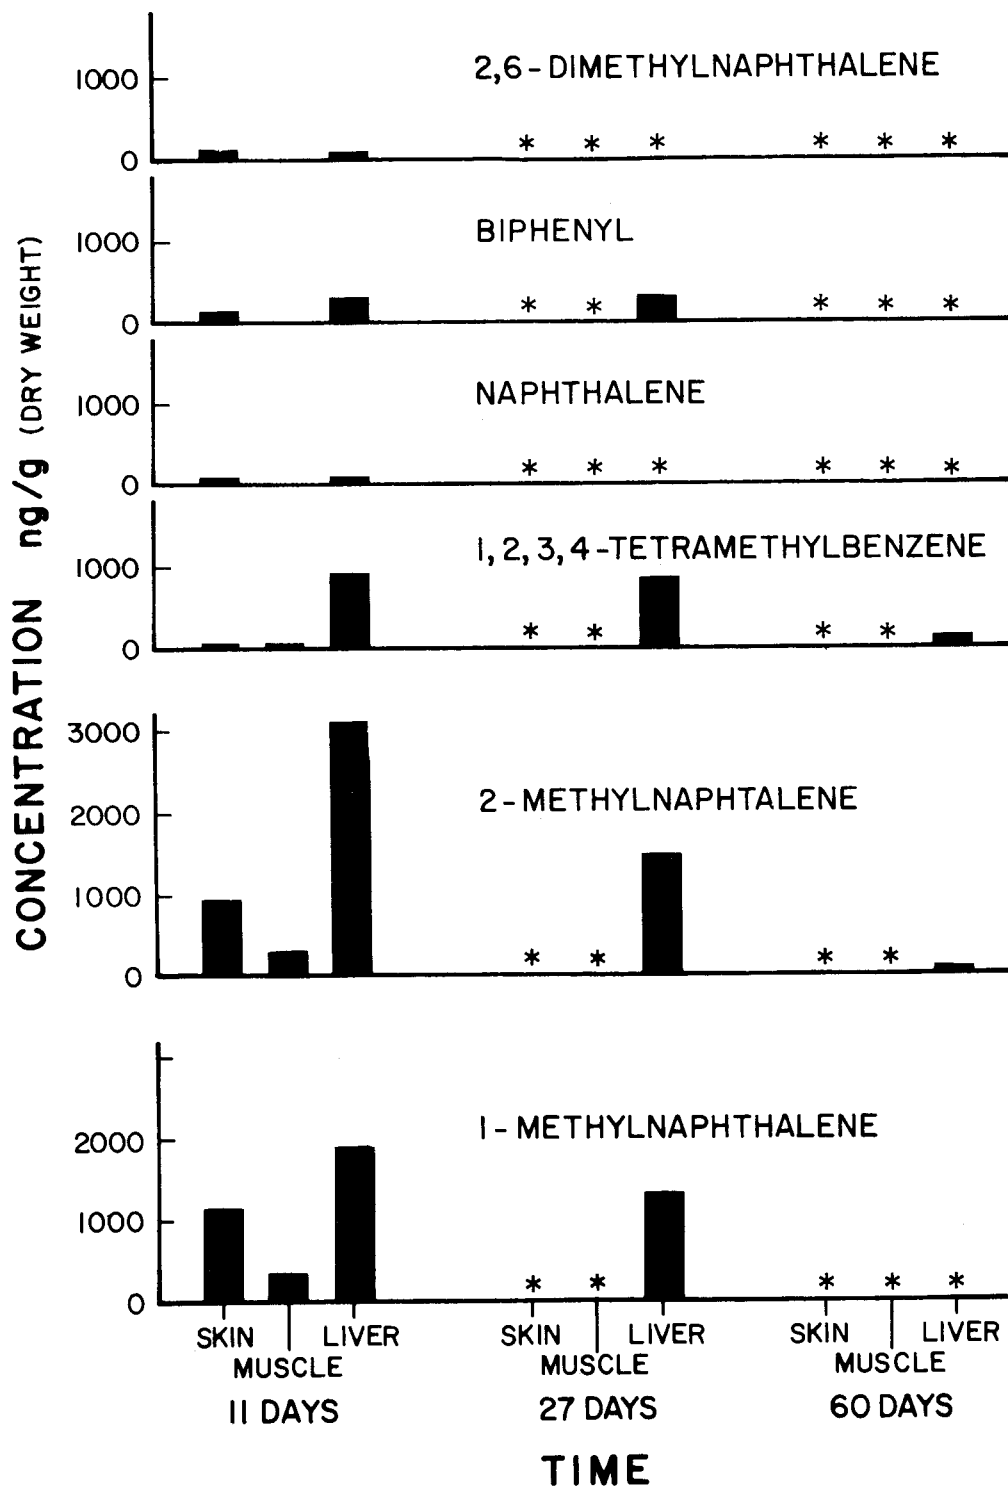 CONCENTRATION ng/g (DRY WEIGHT)
2,6-DIMETHYLNAPHTHALENE
1000
0
* * * * * *
BIPHENYL
1000
0
* * * * *
NAPHTHALENE
1000
0
* * * * * *
1,2,3,4-TETRAMETHYLBENZENE
1000
0
* * * *
2-METHYLNAPHTALENE
3000
2000
1000
0
* * * *
1-METHYLNAPHTHALENE
2000
1000
0
* * * * *
SKIN LIVER SKIN LIVER SKIN LIVER
MUSCLE MUSCLE MUSCLE
11 DAYS 27 DAYS 60 DAYS
TIME